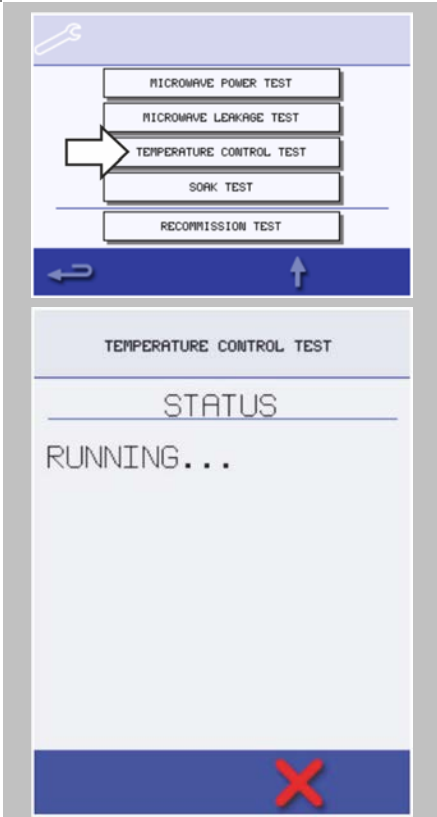 MICROWAVE POWER TEST
MICROWAVE LEAKAGE TEST
TEMPERATURE CONTROL TEST
SOAK TEST
RECOMMISSION TEST
TEMPERATURE CONTROL TEST
STATUS
RUNNING...